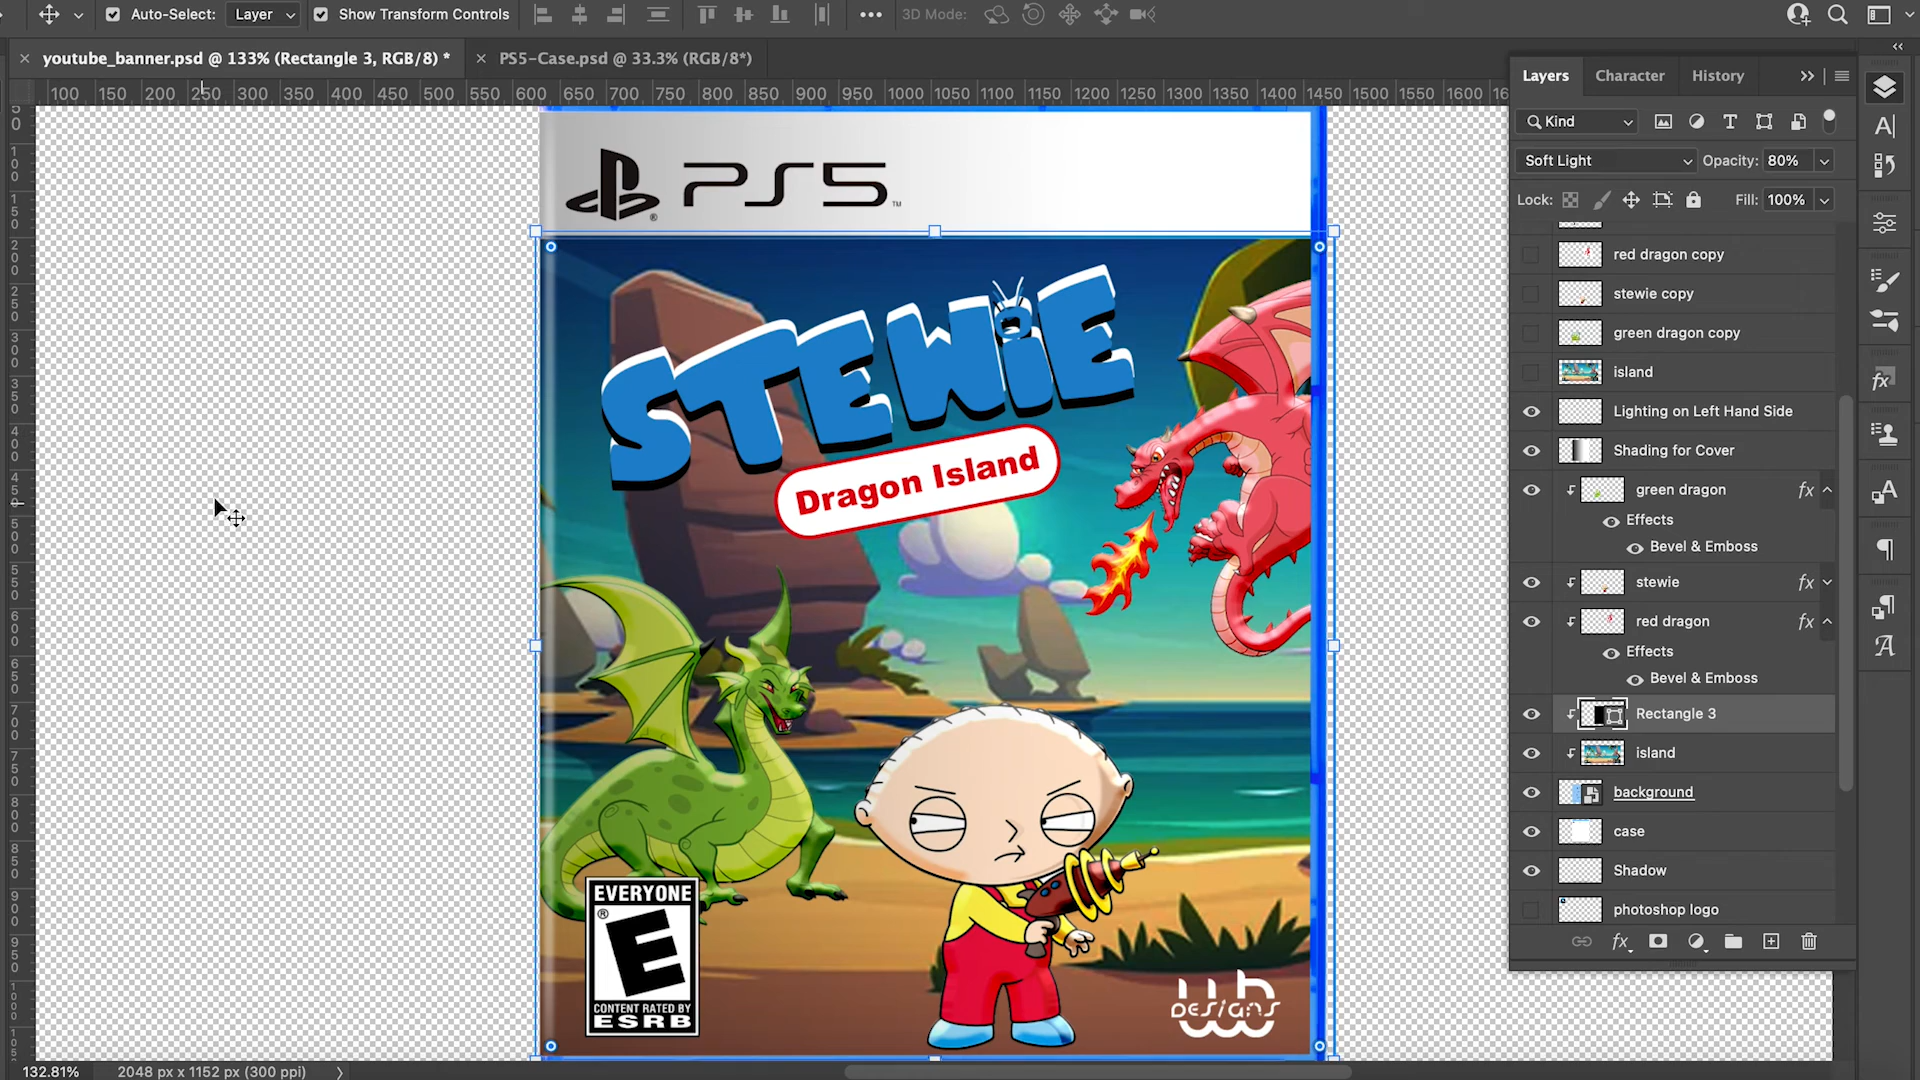 Auto-Select: Layer Show Transform Controls 3D Mode:
youtube_banner.psd @ 133% (Rectangle 3, RGB/8) *
PS5-Case.psd @ 33.3% (RGB/8*)
100 150 200 250 300 350 400 450 500 550 600 650 700 750 800 850 900 950 1000 1050 1100 1150 1200 1250 1300 1350 1400 1450 1500 1550 1600
PS5™
STEWiE
Dragon Island
EVERYONE
E
®
CONTENT RATED BY
ESRB
WB
DESIGNS
Layers Character History
Kind
Soft Light Opacity: 80%
Lock: Fill: 100%
red dragon copy
stewie copy
green dragon copy
island
Lighting on Left Hand Side
Shading for Cover
green dragon fx
Effects
Bevel & Emboss
stewie fx
red dragon fx
Effects
Bevel & Emboss
Rectangle 3
island
background
case
Shadow
photoshop logo
132.81% 2048 px x 1152 px (300 ppi)